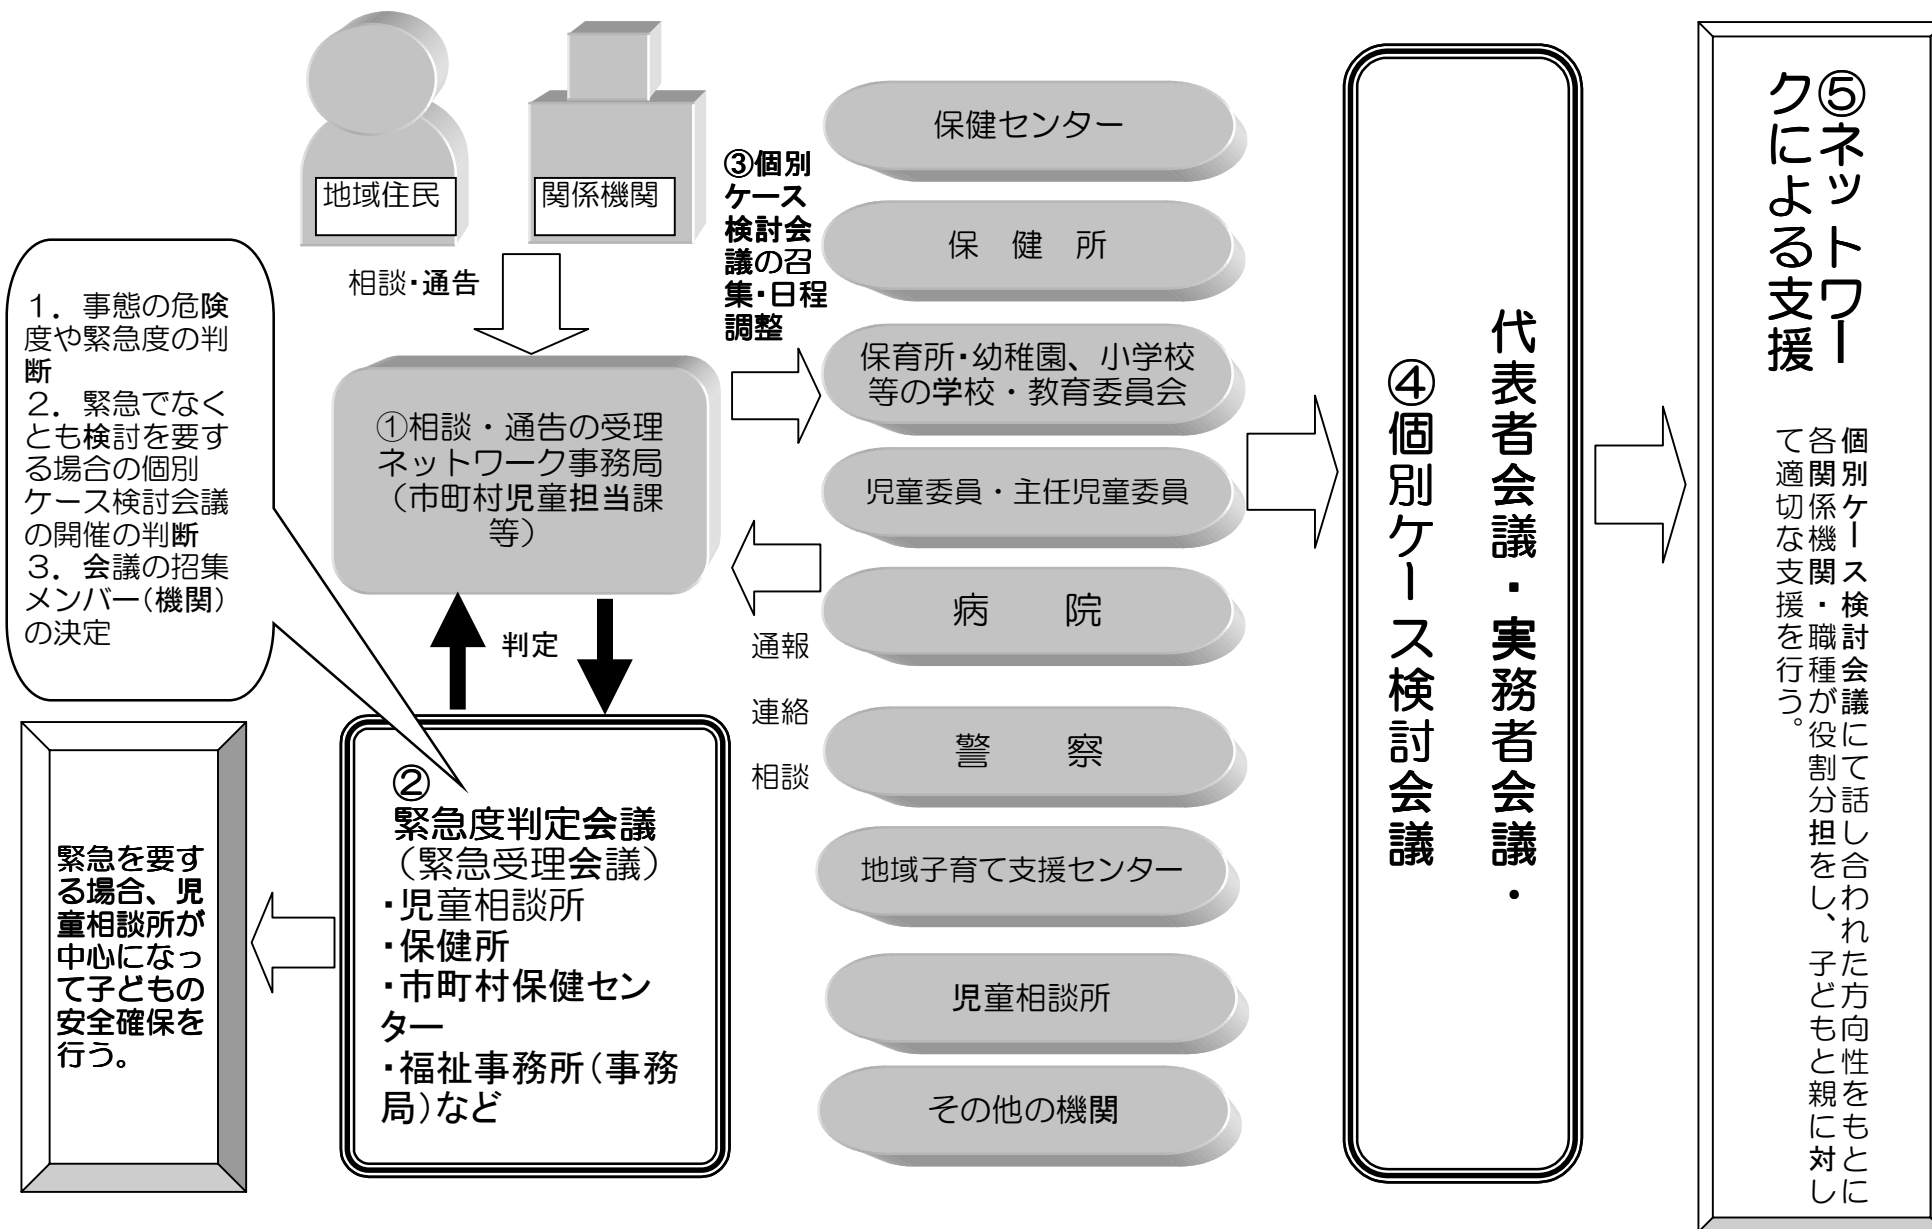 地域住民
関係機関
相談・通告
③個別
ケース
検討会
議の召
集・日程
調整
1．事態の危険
度や緊急度の判
断
2．緊急でなく
とも検討を要す
る場合の個別
ケース検討会議
の開催の判断
3．会議の招集
メンバー（機関）
の決定
①相談・通告の受理
ネットワーク事務局
（市町村児童担当課
等）
判定
②
緊急度判定会議
（緊急受理会議）
・児童相談所
・保健所
・市町村保健セン
ター
・福祉事務所（事務
局）など
緊急を要す
る場合、児
童相談所が
中心になっ
て子どもの
安全確保を
行う。
通報
連絡
相談
保健センター
保　健　所
保育所・幼稚園、小学校
等の学校・教育委員会
児童委員・主任児童委員
病　　院
警　　察
地域子育て支援センター
児童相談所
その他の機関
代表者会議・実務者会議・
④個別ケース検討会議
⑤ネットワー
クによる支援
個別ケース検討会議にて話し合われた方向性をもとに
各関係機関・職種が役割分担をし、子どもと親に対し
て適切な支援を行う。